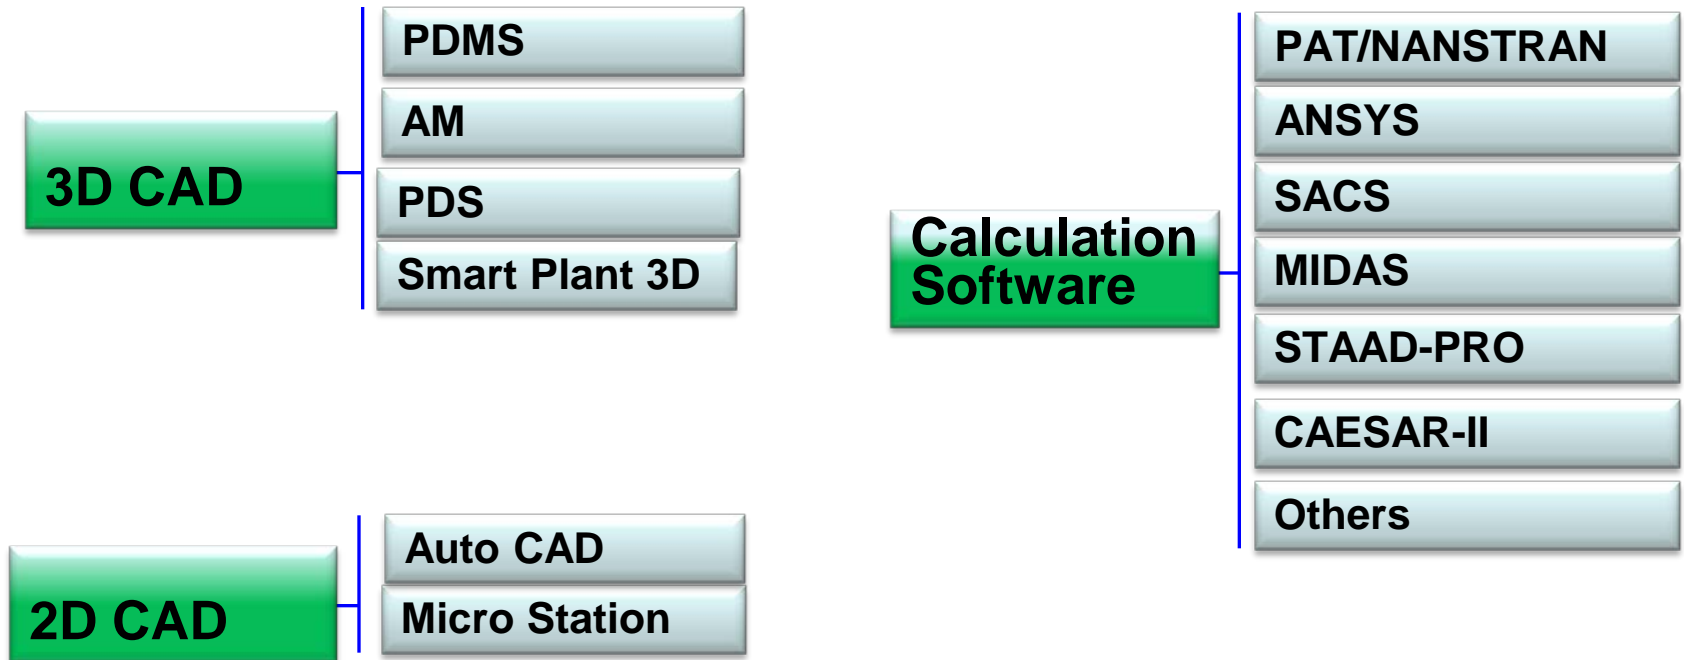 3D CAD
PDMS
AM
PDS
Smart Plant 3D
2D CAD
Auto CAD
Micro Station
Calculation
Software
PAT/NANSTRAN
ANSYS
SACS
MIDAS
STAAD-PRO
CAESAR-II
Others